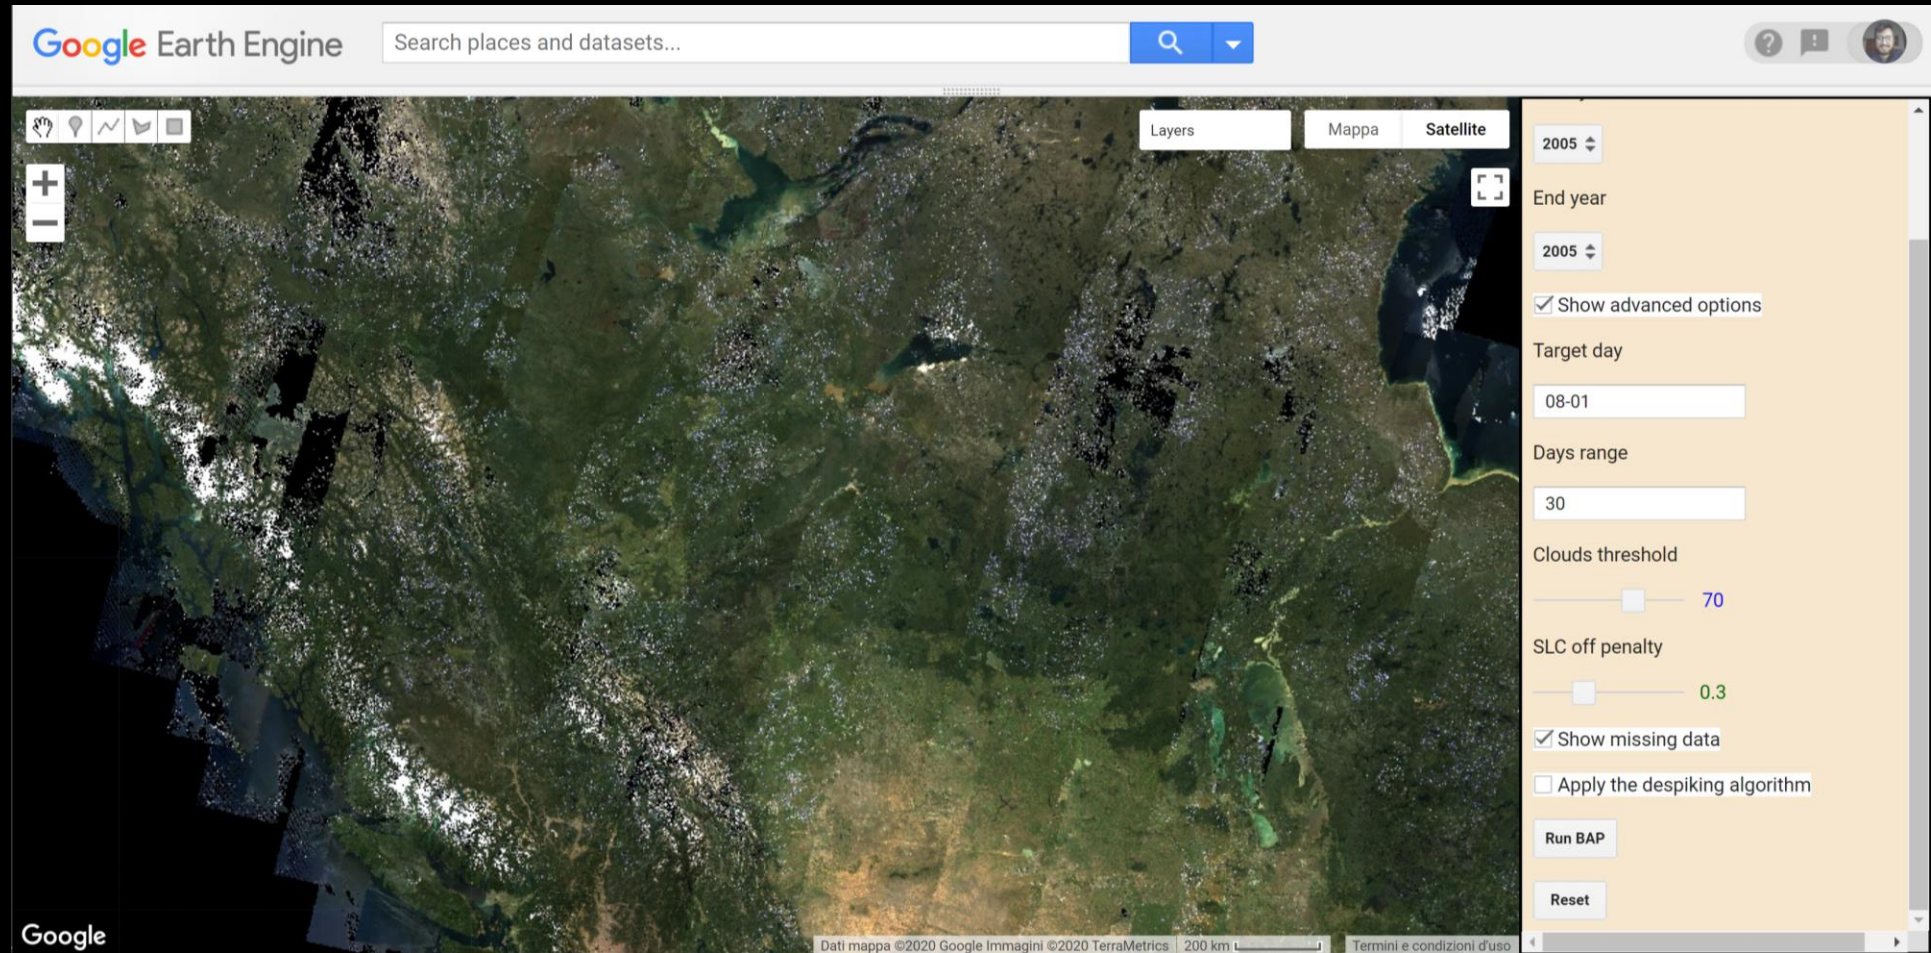 Google Earth Engine
Search places and datasets...
Layers
Mappa
Satellite
2005
End year
2005
Show advanced options
Target day
08-01
Days range
30
Clouds threshold
70
SLC off penalty
0.3
Show missing data
Apply the despiking algorithm
Run BAP
Reset
Google
Dati mappa ©2020 Google Immagini ©2020 TerraMetrics
200 km
Termini e condizioni d'uso